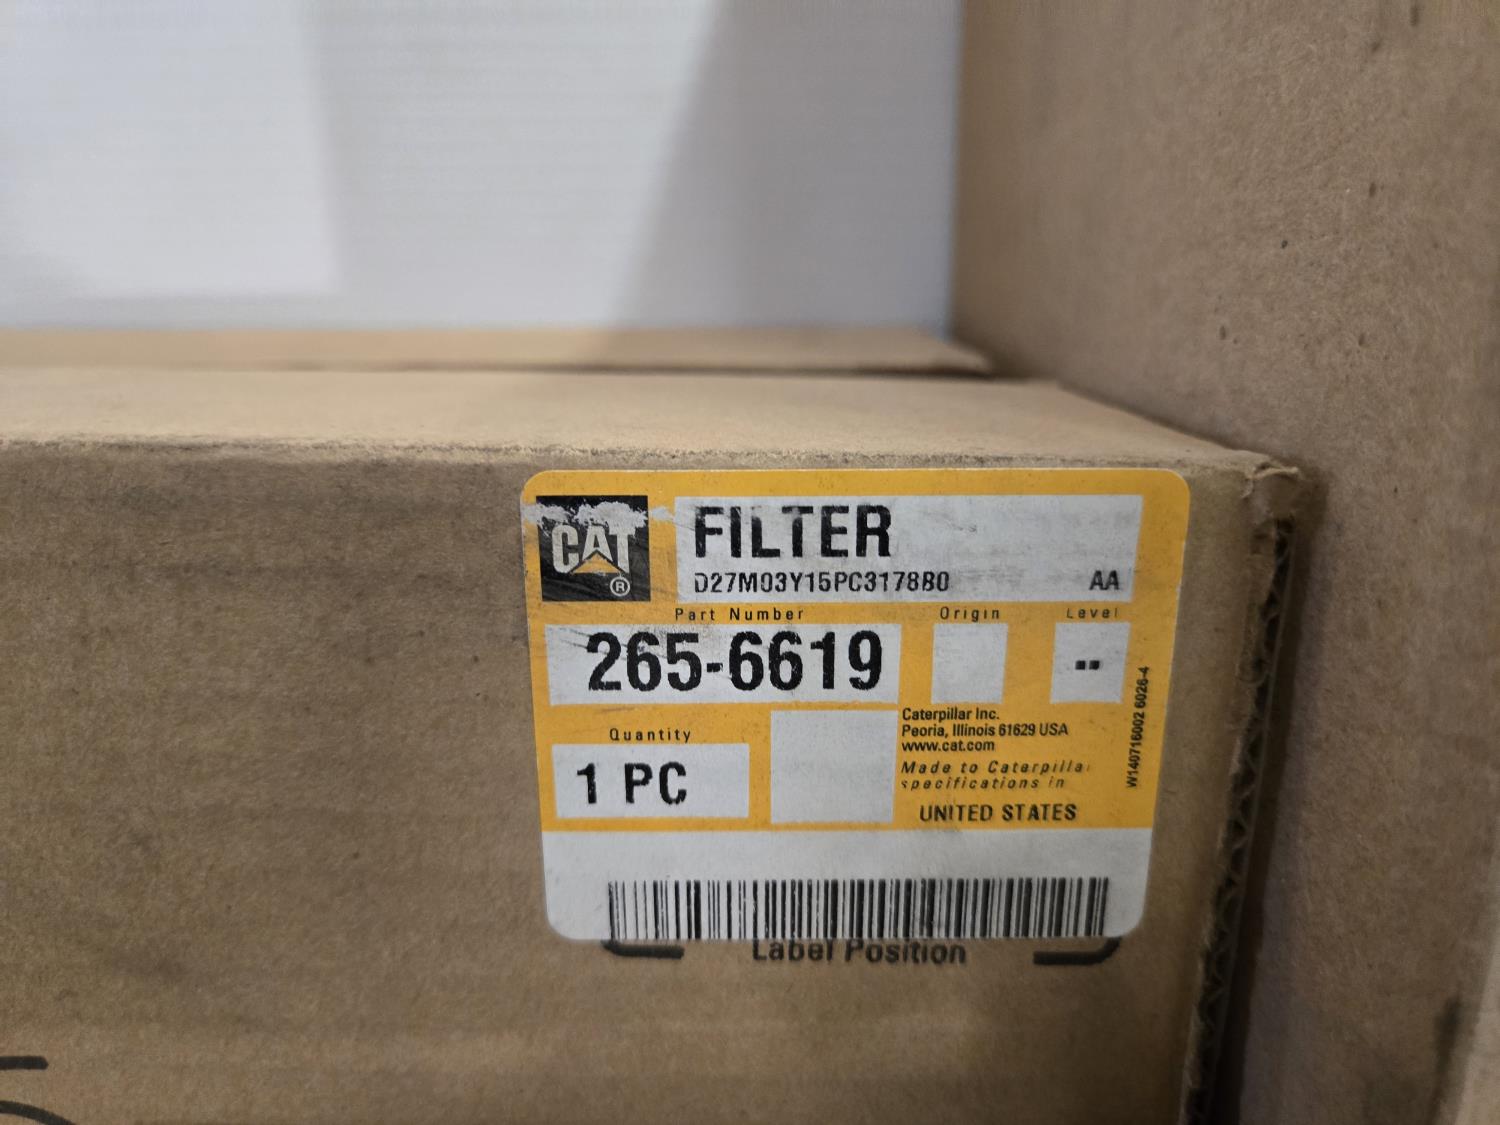 CAT
®
FILTER
D27M03Y15PC3178B0 AA
Part Number Origin Level
265-6619 --
Quantity
1 PC
Caterpillar Inc.
Peoria, Illinois 61629 USA
www.cat.com
Made to Caterpillar
specifications in
UNITED STATES
W140716002 6026-4
Label Position